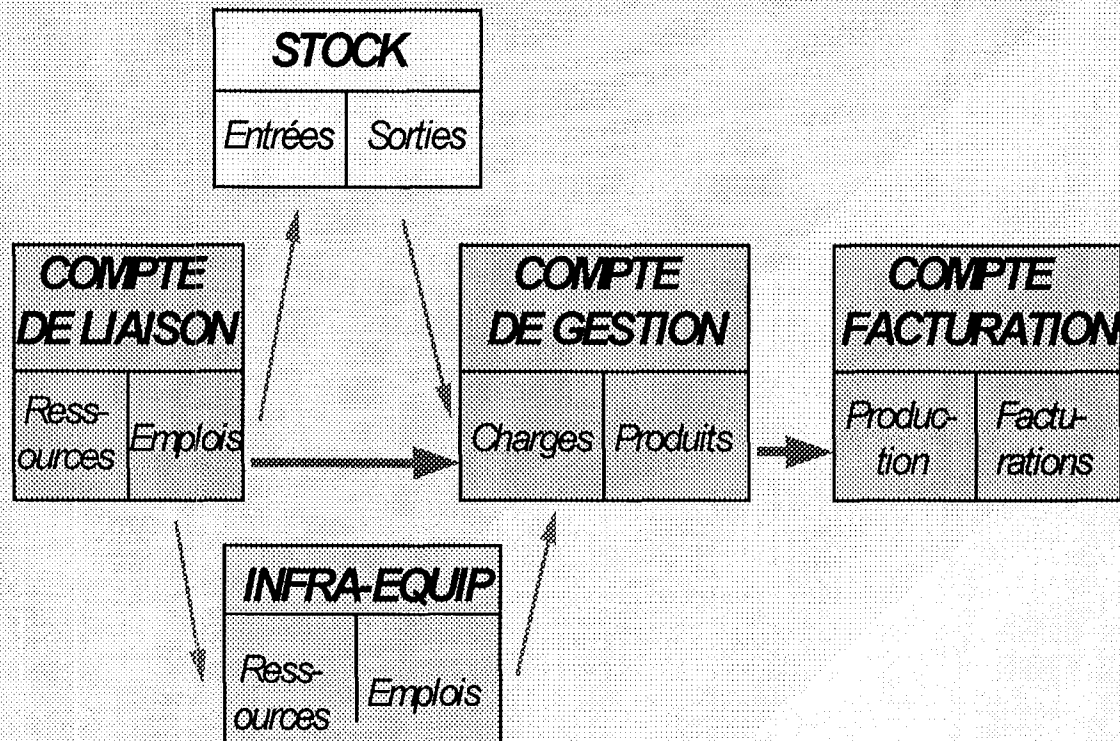 STOCK
Entrées Sorties
COMPTE
DE LIAISON
Ress-
ources
Emplois
COMPTE
DE GESTION
Charges Produits
COMPTE
FACTURATION
Produc-
tion
Factu-
rations
INFRA-EQUIP
Ress-
ources
Emplois